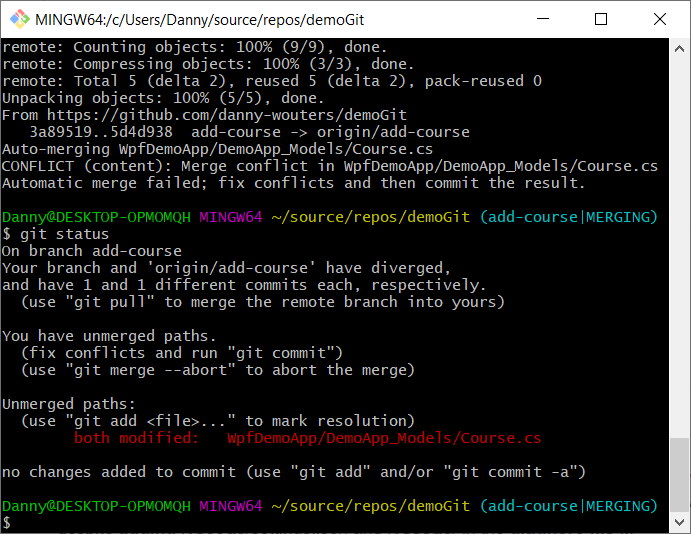 MINGW64:/c/Users/Danny/source/repos/demoGit
remote: Counting objects: 100% (9/9), done.
remote: Compressing objects: 100% (3/3), done.
remote: Total 5 (delta 2), reused 5 (delta 2), pack-reused 0
Unpacking objects: 100% (5/5), done.
From https://github.com/danny-wouters/demoGit
   3a89519..5d4d938  add-course -> origin/add-course
Auto-merging WpfDemoApp/DemoApp_Models/Course.cs
CONFLICT (content): Merge conflict in WpfDemoApp/DemoApp_Models/Course.cs
Automatic merge failed; fix conflicts and then commit the result.
Danny@DESKTOP-OPMOMQH MINGW64 ~/source/repos/demoGit (add-course|MERGING)
$ git status
On branch add-course
Your branch and 'origin/add-course' have diverged,
and have 1 and 1 different commits each, respectively.
  (use "git pull" to merge the remote branch into yours)
You have unmerged paths.
  (fix conflicts and run "git commit")
  (use "git merge --abort" to abort the merge)
Unmerged paths:
  (use "git add <file>..." to mark resolution)
        both modified:   WpfDemoApp/DemoApp_Models/Course.cs
no changes added to commit (use "git add" and/or "git commit -a")
Danny@DESKTOP-OPMOMQH MINGW64 ~/source/repos/demoGit (add-course|MERGING)
$